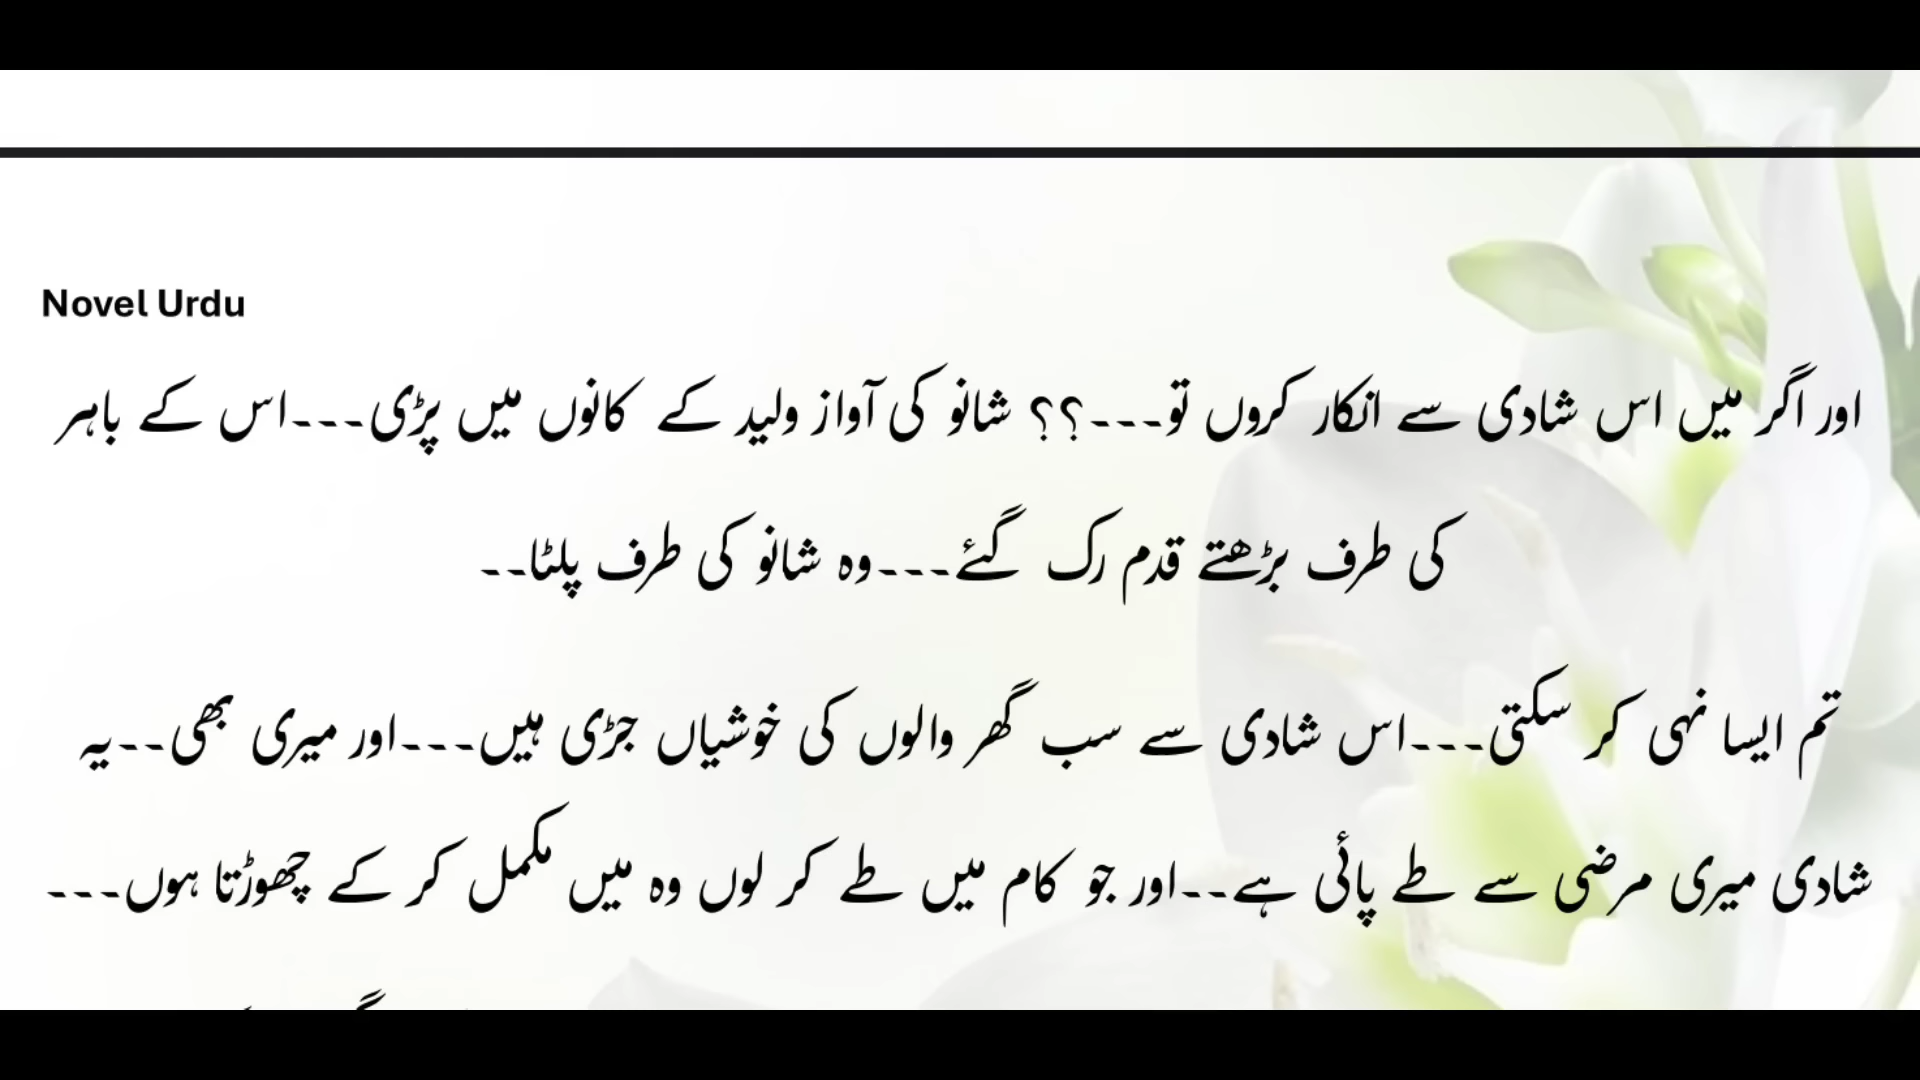 Novel Urdu
اور اگر میں اس شادی سے انکار کروں تو---؟؟ شانو کی آواز ولید کے کانوں میں پڑی---اس کے باہر
کی طرف بڑھتے قدم رک گئے---وہ شانو کی طرف پلٹا--
تم ایسا نہی کر سکتی---اس شادی سے سب گھر والوں کی خوشیاں جڑی ہیں---اور میری بھی--یہ
شادی میری مرضی سے طے پائی ہے--اور جو کام میں طے کر لوں وہ میں مکمل کر کے چھوڑتا ہوں---